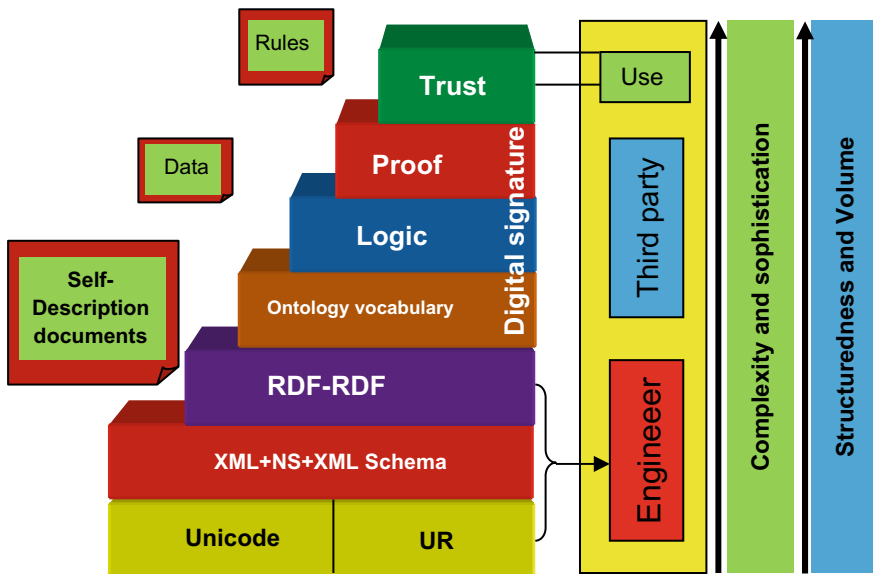 Rules
Trust
Use
Data
Proof
Logic
Digital signature
Third party
Self-
Description
documents
Ontology vocabulary
RDF-RDF
XML+NS+XML Schema
Engineeer
Unicode
UR
Complexity and sophistication
Structuredness and Volume